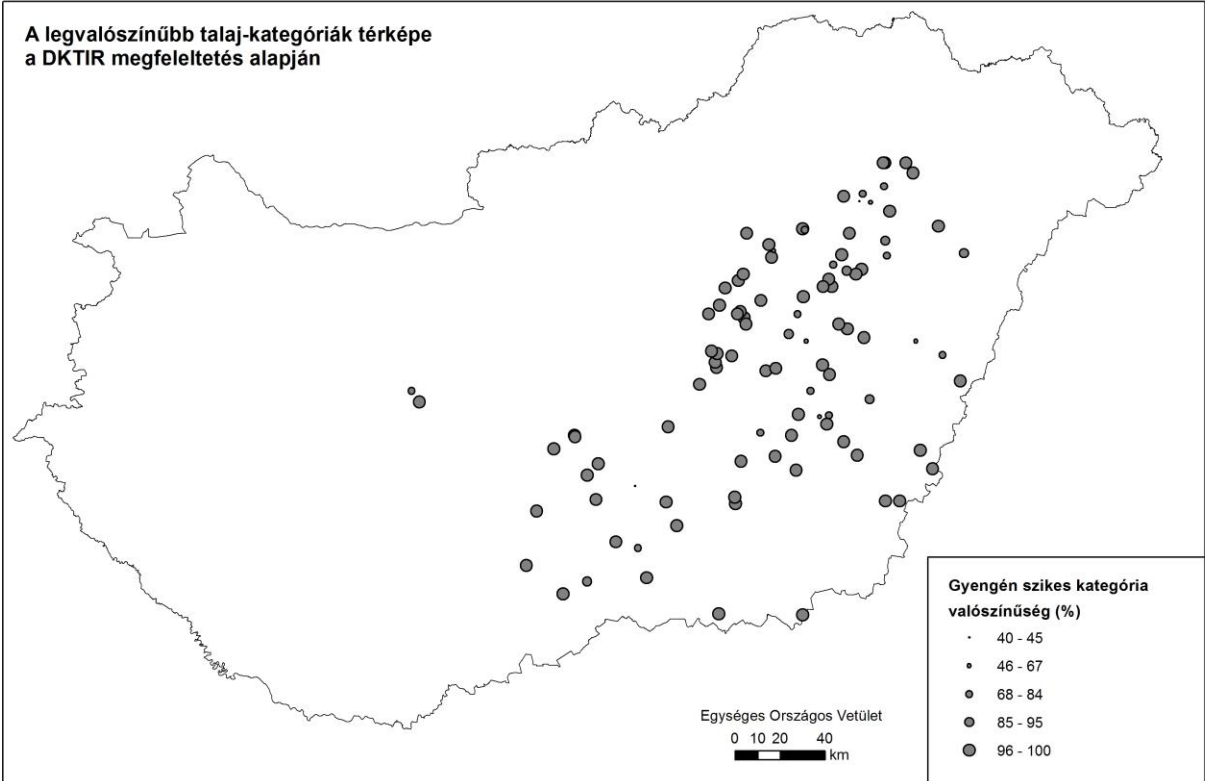 A legvalószínűbb talaj-kategóriák térképe
a DKTIR megfeleltetés alapján
Egységes Országos Vetület
0 10 20 40
km
Gyengén szikes kategória
valószínűség (%)
40 - 45
46 - 67
68 - 84
85 - 95
96 - 100